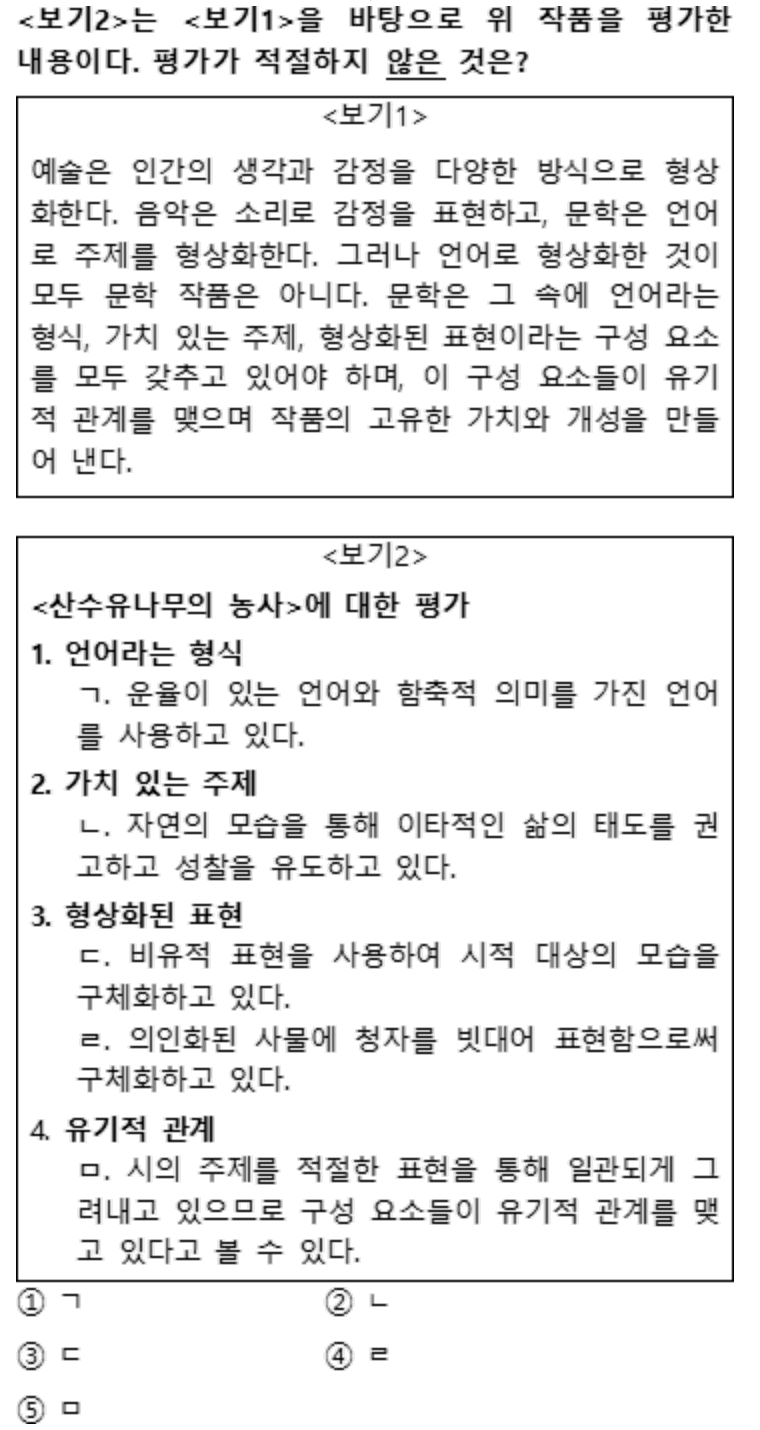 <보기2>는 <보기1>을 바탕으로 위 작품을 평가한
내용이다. 평가가 적절하지 않은 것은?
<보기1>
예술은 인간의 생각과 감정을 다양한 방식으로 형상
화한다. 음악은 소리로 감정을 표현하고, 문학은 언어
로 주제를 형상화한다. 그러나 언어로 형상화한 것이
모두 문학 작품은 아니다. 문학은 그 속에 언어라는
형식, 가치 있는 주제, 형상화된 표현이라는 구성 요소
를 모두 갖추고 있어야 하며, 이 구성 요소들이 유기
적 관계를 맺으며 작품의 고유한 가치와 개성을 만들
어 낸다.
<보기2>
<산수유나무의 농사>에 대한 평가
1. 언어라는 형식
ㄱ. 운율이 있는 언어와 함축적 의미를 가진 언어
를 사용하고 있다.
2. 가치 있는 주제
ㄴ. 자연의 모습을 통해 이타적인 삶의 태도를 권
고하고 성찰을 유도하고 있다.
3. 형상화된 표현
ㄷ. 비유적 표현을 사용하여 시적 대상의 모습을
구체화하고 있다.
ㄹ. 의인화된 사물에 청자를 빗대어 표현함으로써
구체화하고 있다.
4. 유기적 관계
ㅁ. 시의 주제를 적절한 표현을 통해 일관되게 그
려내고 있으므로 구성 요소들이 유기적 관계를 맺
고 있다고 볼 수 있다.
① ㄱ ② ㄴ
③ ㄷ ④ ㄹ
⑤ ㅁ